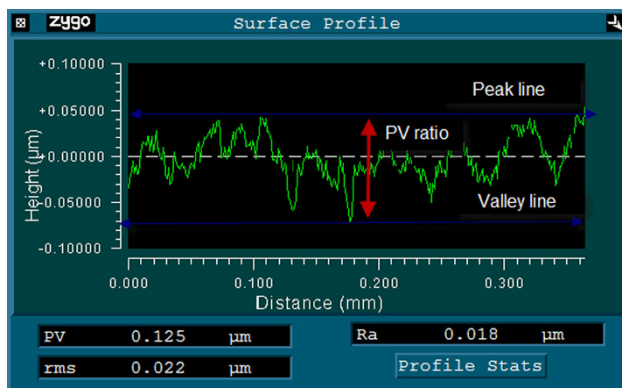 zygo Surface Profile
+0.10000
+0.05000
+0.00000
-0.05000
-0.10000
Height (µm)
Peak line
PV ratio
Valley line
0.000 0.100 0.200 0.300
Distance (mm)
PV 0.125 µm
Ra 0.018 µm
rms 0.022 µm
Profile Stats